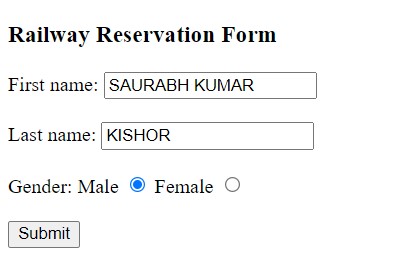 Railway Reservation Form
First name: SAURABH KUMAR
Last name: KISHOR
Gender: Male Female
Submit